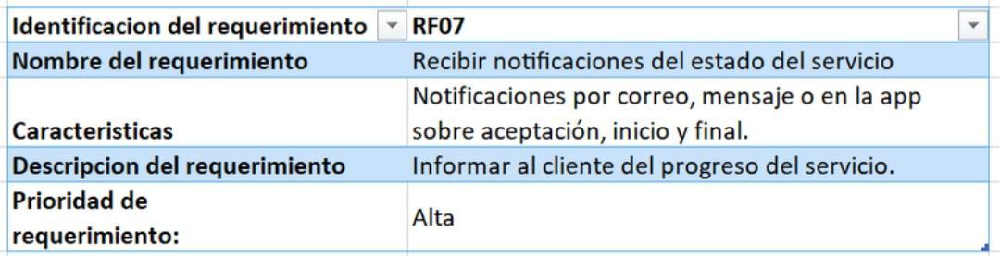 Identificacion del requerimiento RF07
Nombre del requerimiento Recibir notificaciones del estado del servicio
Caracteristicas Notificaciones por correo, mensaje o en la app
sobre aceptación, inicio y final.
Descripcion del requerimiento Informar al cliente del progreso del servicio.
Prioridad de
requerimiento: Alta